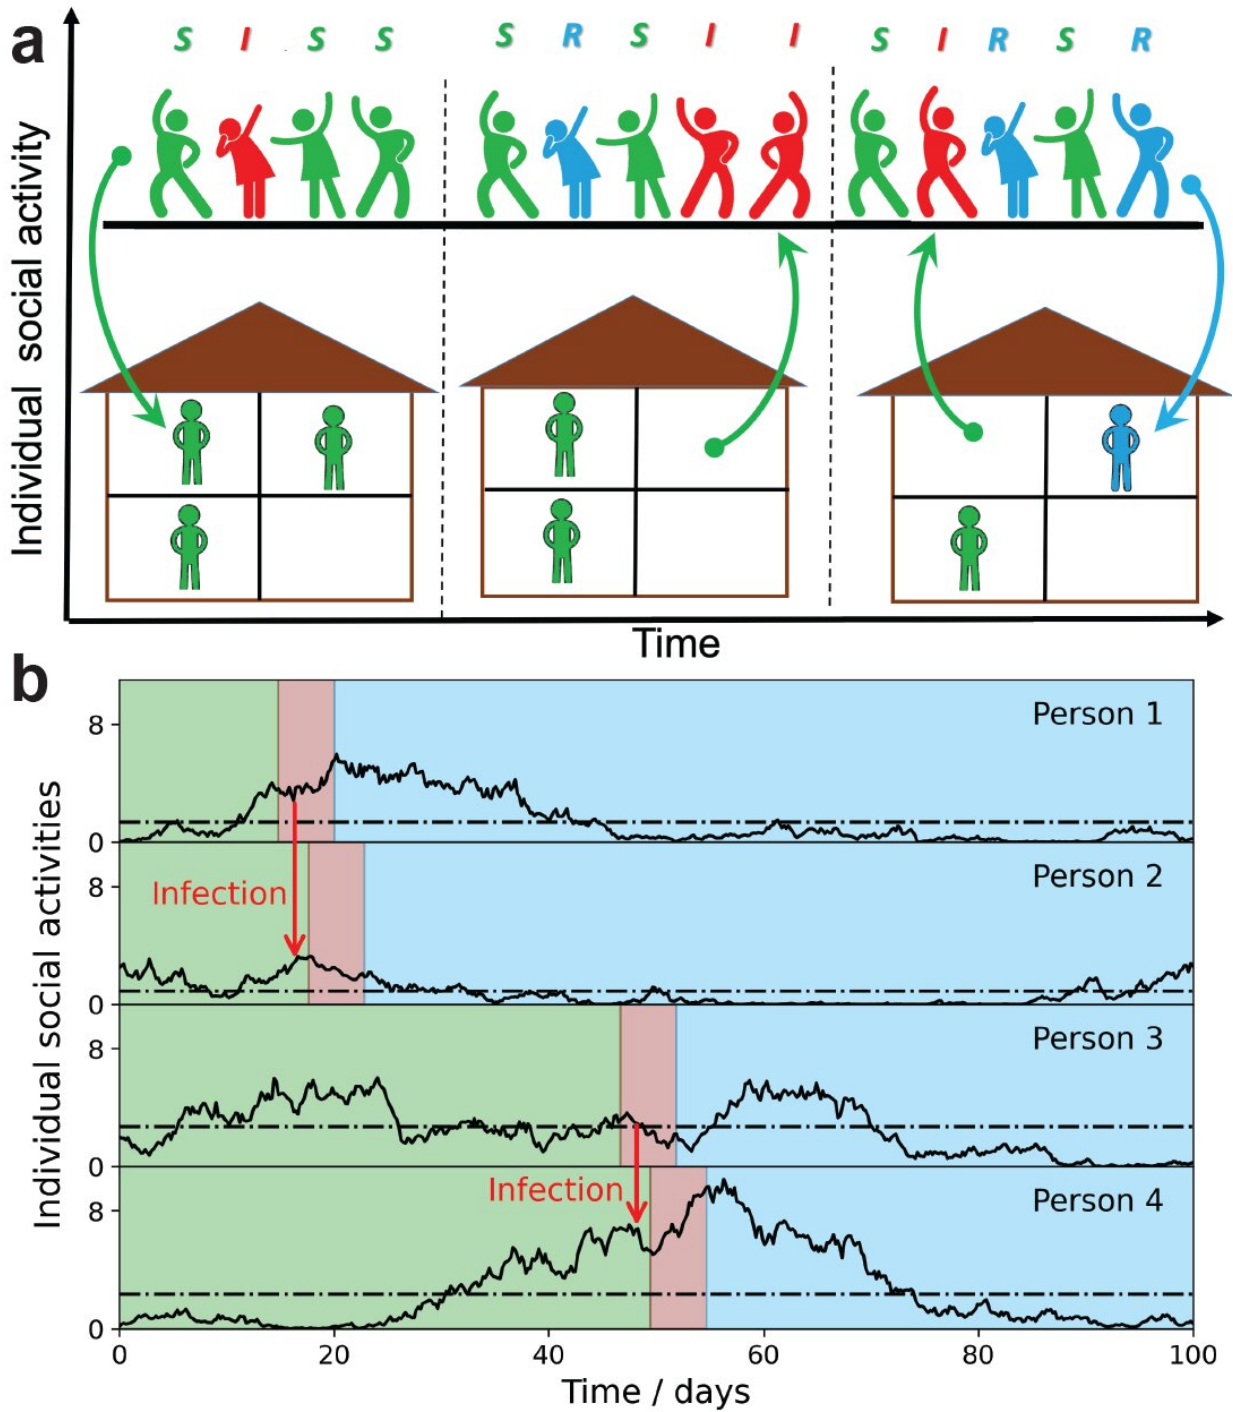 a
S I S S S R S I I S I R S R
Individual social activity
Time
b
Individual social activities
8
Person 1
0
Infection
8
Person 2
0
8
Person 3
0
Infection
8
Person 4
0
0 20 40 60 80 100
Time / days